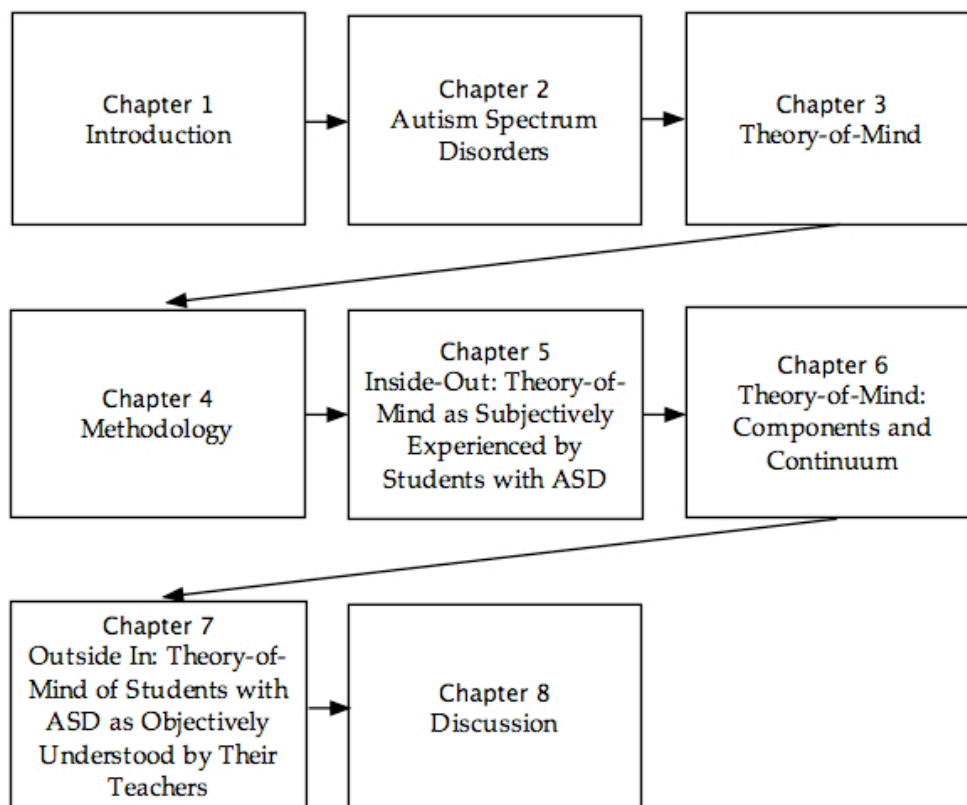 Chapter 1
Introduction
Chapter 2
Autism Spectrum
Disorders
Chapter 3
Theory-of-Mind
Chapter 4
Methodology
Chapter 5
Inside-Out: Theory-of-
Mind as Subjectively
Experienced by
Students with ASD
Chapter 6
Theory-of-Mind:
Components and
Continuum
Chapter 7
Outside In: Theory-of-
Mind of Students with
ASD as Objectively
Understood by Their
Teachers
Chapter 8
Discussion